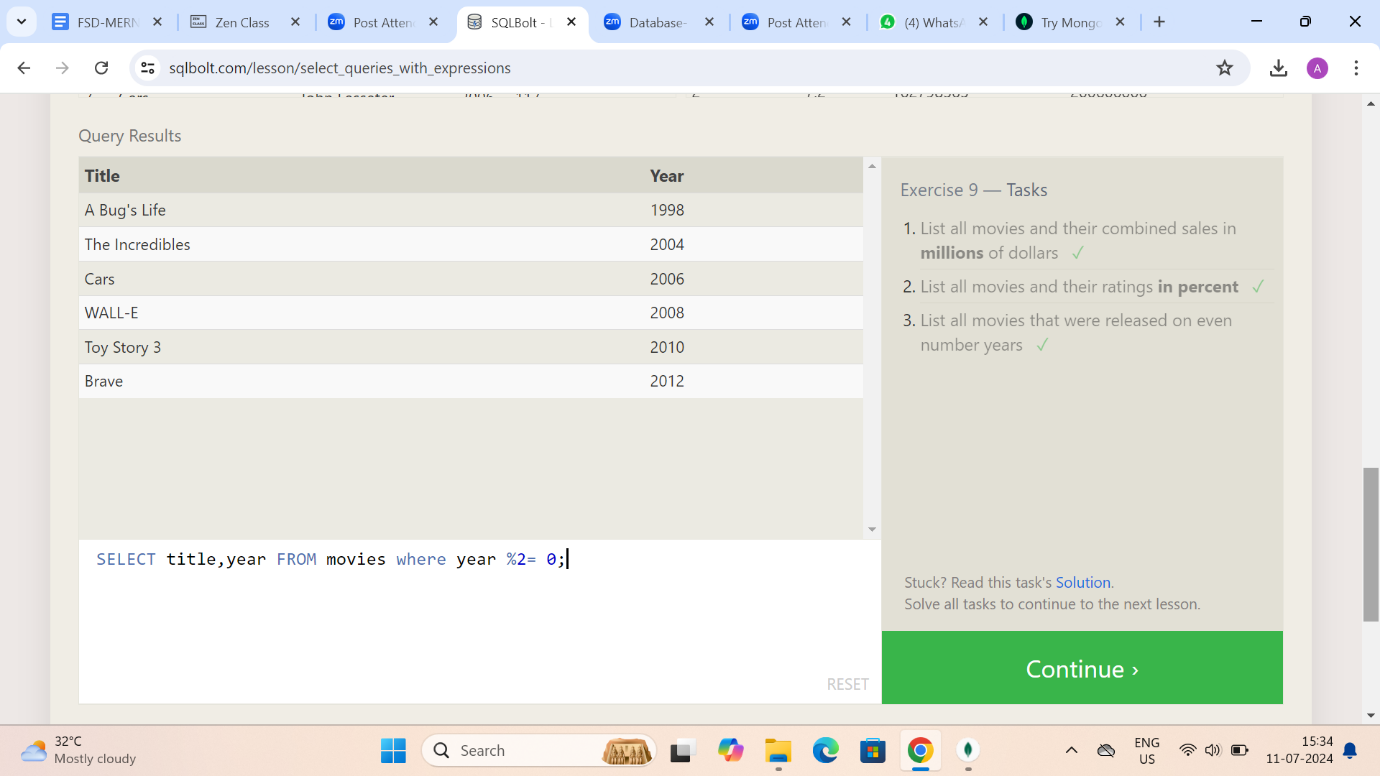 FSD-MERN
Zen Class
zm Post Atten
SQLBolt -
zm Database-
zm Post Atten
(4) WhatsA
Try Mongo
sqlbolt.com/lesson/select_queries_with_expressions
A
Query Results
Title Year
A Bug's Life 1998
The Incredibles 2004
Cars 2006
WALL-E 2008
Toy Story 3 2010
Brave 2012
Exercise 9 — Tasks
1. List all movies and their combined sales in
millions of dollars ✓
2. List all movies and their ratings in percent ✓
3. List all movies that were released on even
number years ✓
SELECT title,year FROM movies where year %2= 0;
RESET
Stuck? Read this task's Solution.
Solve all tasks to continue to the next lesson.
Continue ›
32°C
Mostly cloudy
Search
ENG
US
15:34
11-07-2024